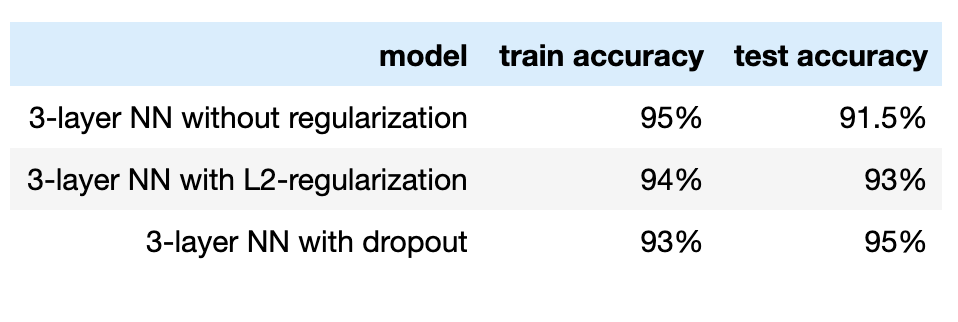 model train accuracy test accuracy
3-layer NN without regularization 95% 91.5%
3-layer NN with L2-regularization 94% 93%
3-layer NN with dropout 93% 95%